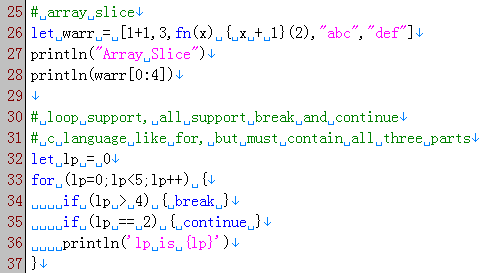 25 # array slice
26 let warr = [1+1,3,fn(x) { x + 1}(2),"abc","def"]
27 println("Array Slice")
28 println(warr[0:4])
29
30 # loop support, all support break and continue
31 # c language like for, but must contain all three parts
32 let lp = 0
33 for (lp=0;lp<5;lp++) {
34     if (lp > 4) { break }
35     if (lp == 2) { continue }
36     println('lp is {lp}')
37 }